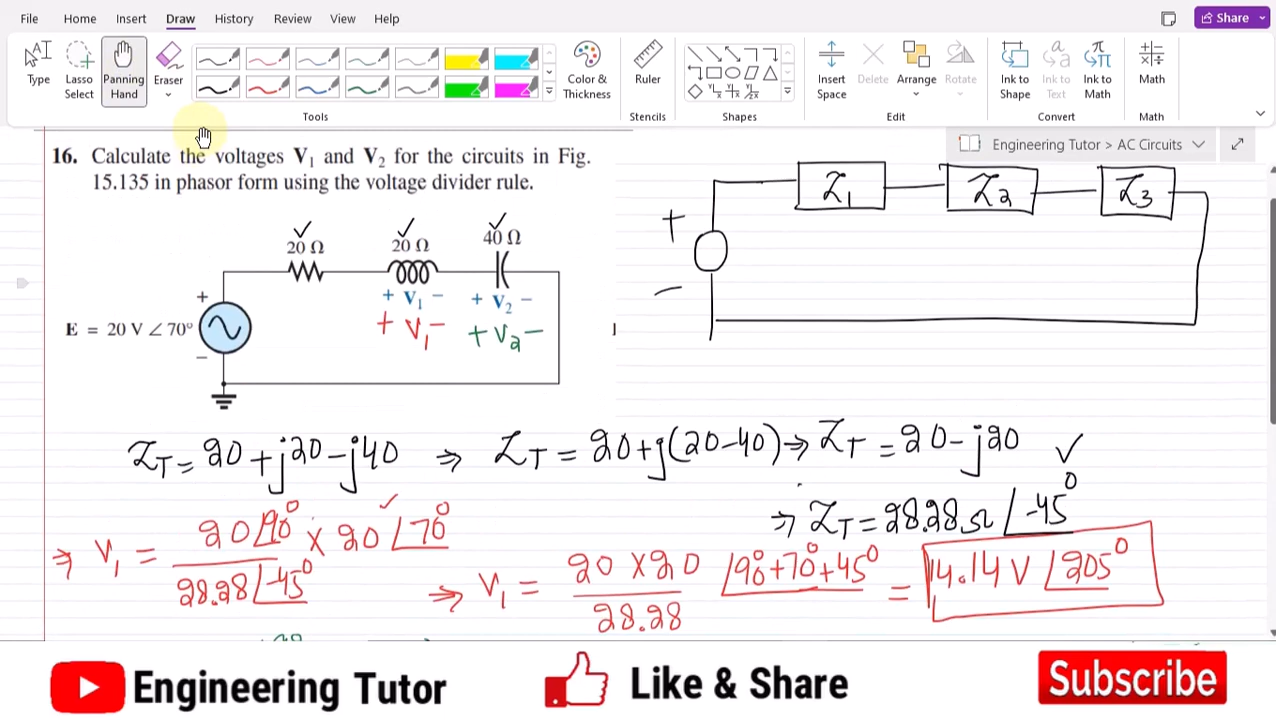 File Home Insert Draw History Review View Help Share
Type Lasso Select Panning Hand Eraser Color & Thickness Ruler Insert Space Delete Arrange Rotate Ink to Shape Ink to Text Ink to Math Math
Tools Stencils Shapes Edit Convert Math
Engineering Tutor > AC Circuits
16. Calculate the voltages V₁ and V₂ for the circuits in Fig.
15.135 in phasor form using the voltage divider rule.
Z₁ Z₂ Z₃
20 Ω 20 Ω 40 Ω
+
+ V₁ − + V₂ −
+ V₁ − + V₂ −
E = 20 V ∠ 70°
−
+
−
Z_T = 20 + j20 − j40 ⇒ Z_T = 20 + j(20−40) ⇒ Z_T = 20 − j20 ✓
⇒ Z_T = 28.28Ω ∠-45°
⇒ V₁ = 20∠90° / 28.28∠-45° × 20∠70°
⇒ V₁ = 20 × 20 / 28.28 ∠90°+70°+45° = 14.14 V ∠205°
Engineering Tutor Like & Share Subscribe